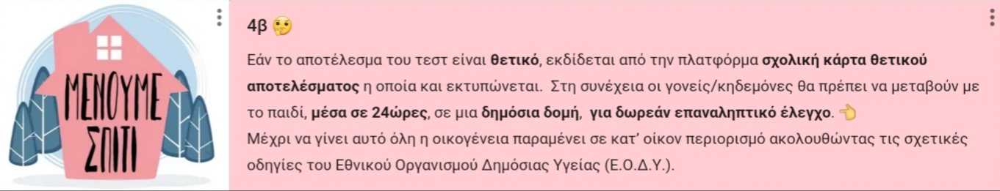 ΜΕΝΟΥΜΕ
ΣΠΙΤΙ
4β 🤔
Εάν το αποτέλεσμα του τεστ είναι θετικό, εκδίδεται από την πλατφόρμα σχολική κάρτα θετικού
αποτελέσματος η οποία και εκτυπώνεται. Στη συνέχεια οι γονείς/κηδεμόνες θα πρέπει να μεταβούν με
το παιδί, μέσα σε 24ώρες, σε μια δημόσια δομή, για δωρεάν επαναληπτικό έλεγχο. 👈
Μέχρι να γίνει αυτό όλη η οικογένεια παραμένει σε κατ’ οίκον περιορισμό ακολουθώντας τις σχετικές
οδηγίες του Εθνικού Οργανισμού Δημόσιας Υγείας (Ε.Ο.Δ.Υ.).